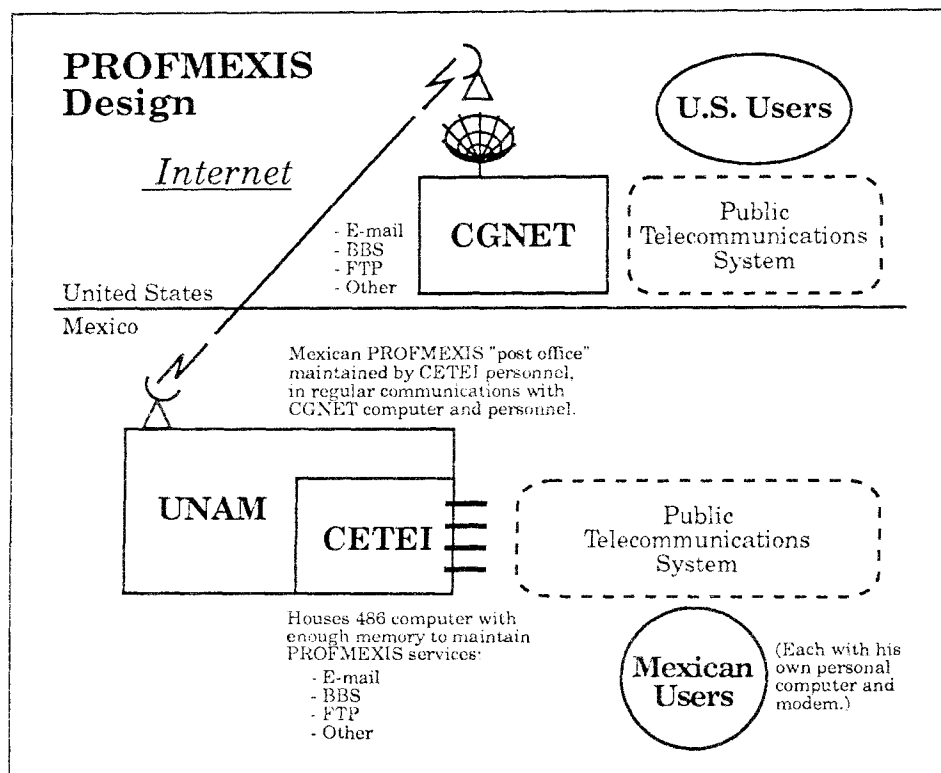 PROFMEXIS
Design
Internet
U.S. Users
- E-mail
- BBS
- FTP
- Other
CGNET
Public
Telecommunications
System
United States
Mexico
Mexican PROFMEXIS "post office"
maintained by CETEI personnel,
in regular communications with
CGNET computer and personnel.
UNAM
CETEI
Public
Telecommunications
System
Houses 486 computer with
enough memory to maintain
PROFMEXIS services:
- E-mail
- BBS
- FTP
- Other
Mexican
Users
(Each with his
own personal
computer and
modem.)